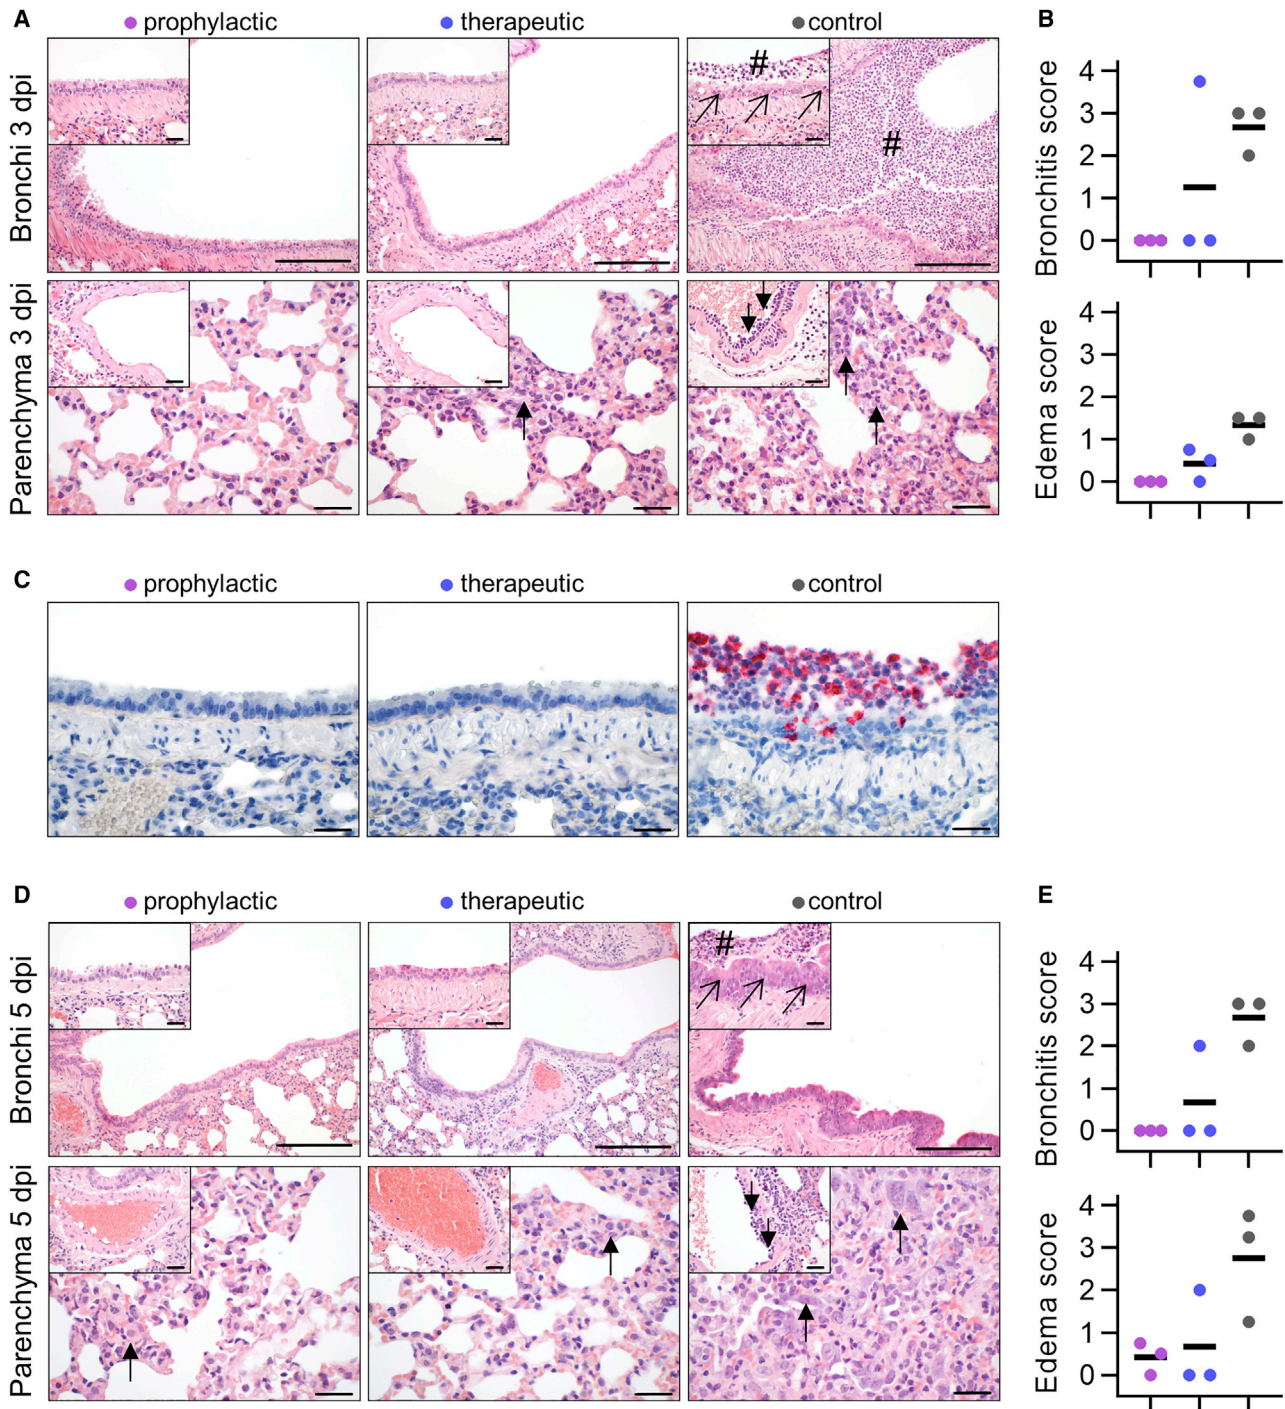 A
prophylactic
therapeutic
control
B
Bronchi 3 dpi
#
#
Parenchyma 3 dpi
Bronchitis score
4
3
2
1
0
Edema score
4
3
2
1
0
C
prophylactic
therapeutic
control
D
prophylactic
therapeutic
control
E
Bronchi 5 dpi
#
Parenchyma 5 dpi
Bronchitis score
4
3
2
1
0
Edema score
4
3
2
1
0